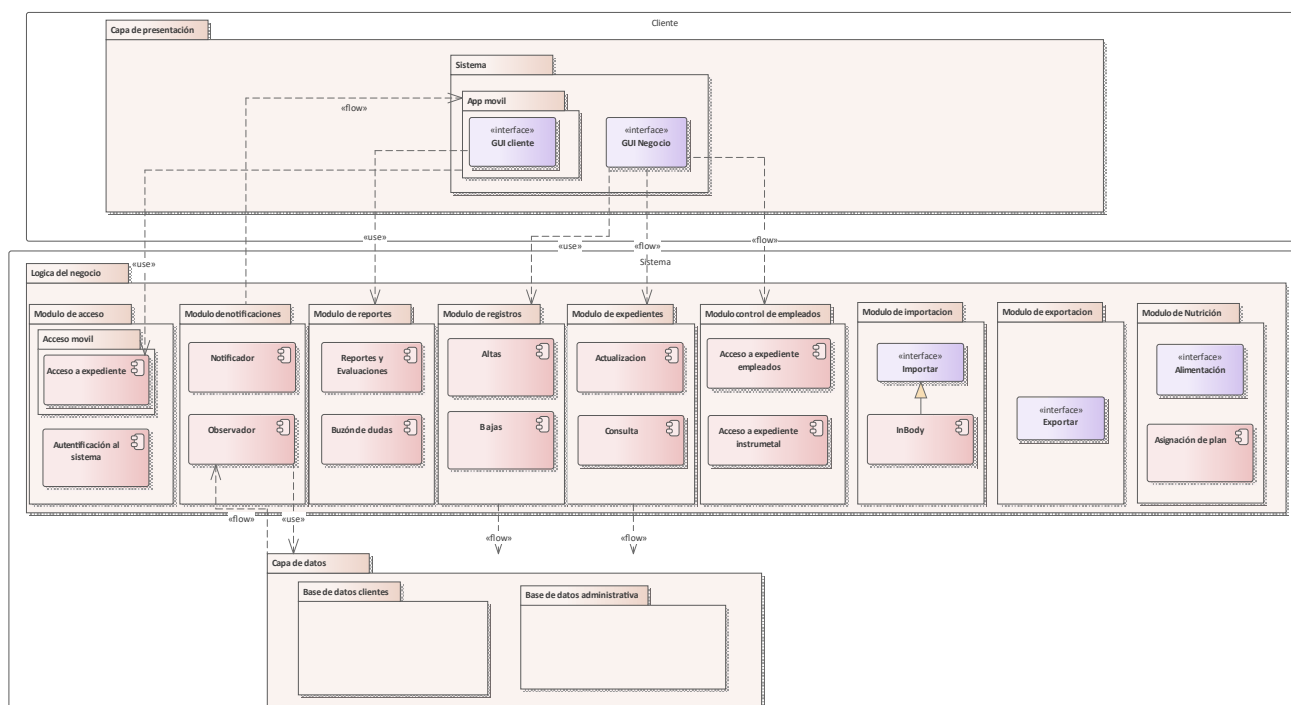 Cliente
Capa de presentación
Sistema
App movil
«flow»
«interface»
GUI cliente
«interface»
GUI Negocio
«use»
«use»
«flow»
«flow»
«use»
Sistema
Logica del negocio
Modulo de acceso
Acceso movil
Acceso a expediente
Autentificación al
sistema
Modulo de notificaciones
Notificador
Observador
Modulo de reportes
Reportes y
Evaluaciones
Buzón de dudas
Modulo de registros
Altas
Bajas
Modulo de expedientes
Actualizacion
Consulta
Modulo control de empleados
Acceso a expediente
empleados
Acceso a expediente
instrumetal
Modulo de importacion
«interface»
Importar
InBody
Modulo de exportacion
«interface»
Exportar
Modulo de Nutrición
«interface»
Alimentación
Asignación de plan
«flow»
«use»
«flow»
«flow»
Capa de datos
Base de datos clientes
Base de datos administrativa